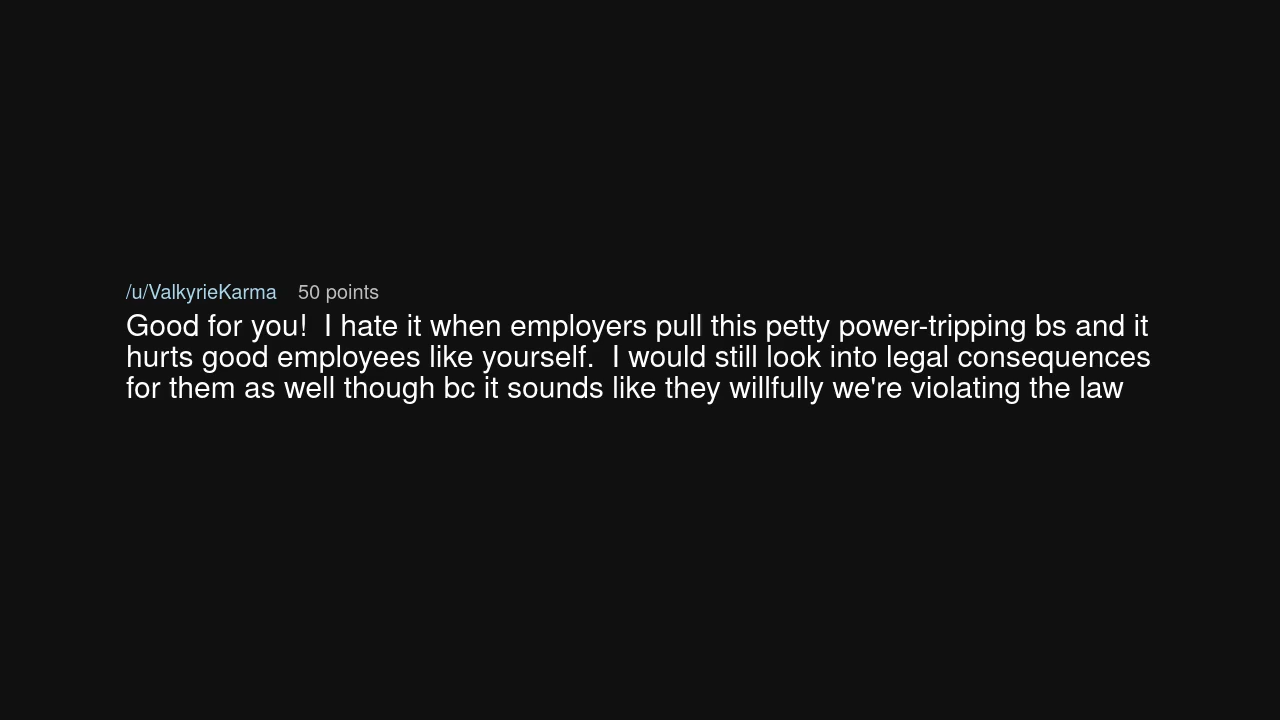 /u/ValkyrieKarma 50 points
Good for you!  I hate it when employers pull this petty power-tripping bs and it
hurts good employees like yourself.  I would still look into legal consequences
for them as well though bc it sounds like they willfully we're violating the law